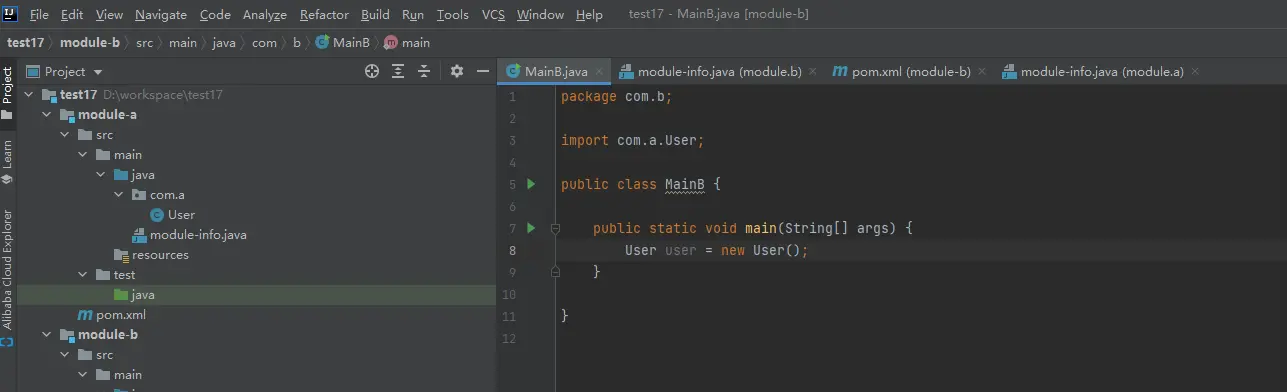 File Edit View Navigate Code Analyze Refactor Build Run Tools VCS Window Help test17 - MainB.java [module-b]
test17 module-b src main java com b MainB main
Project
MainB.java module-info.java (module.b) pom.xml (module-b) module-info.java (module.a)
Project
Learn
Alibaba Cloud Explorer
test17 D:\workspace\test17
module-a
src
main
java
com.a
User
module-info.java
resources
test
java
pom.xml
module-b
src
main
1 package com.b;
2
3 import com.a.User;
4
5 public class MainB {
6
7 public static void main(String[] args) {
8 User user = new User();
9 }
10
11 }
12